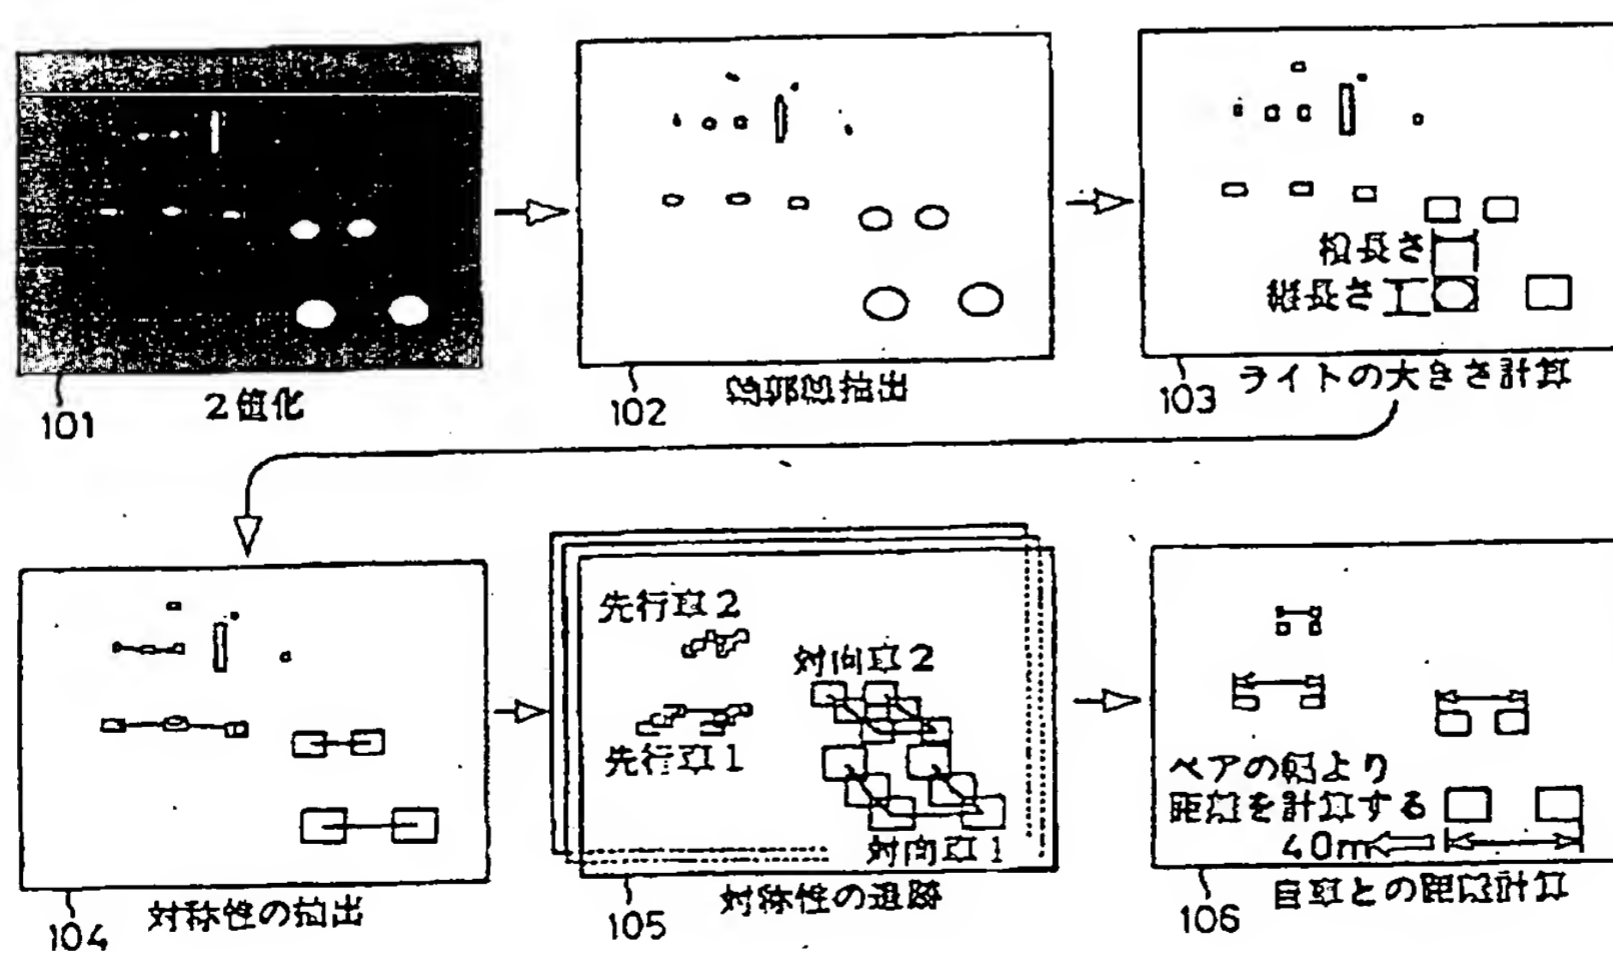 横長さ
縦長さ
101
2値化
102
輪郭線抽出
103
ライトの大きさ計算
先行車2
対向車2
先行車1
対向車1
ペアの幅より
距離を計算する
40m
104
対称性の抽出
105
対称性の追跡
106
自車との距離計算